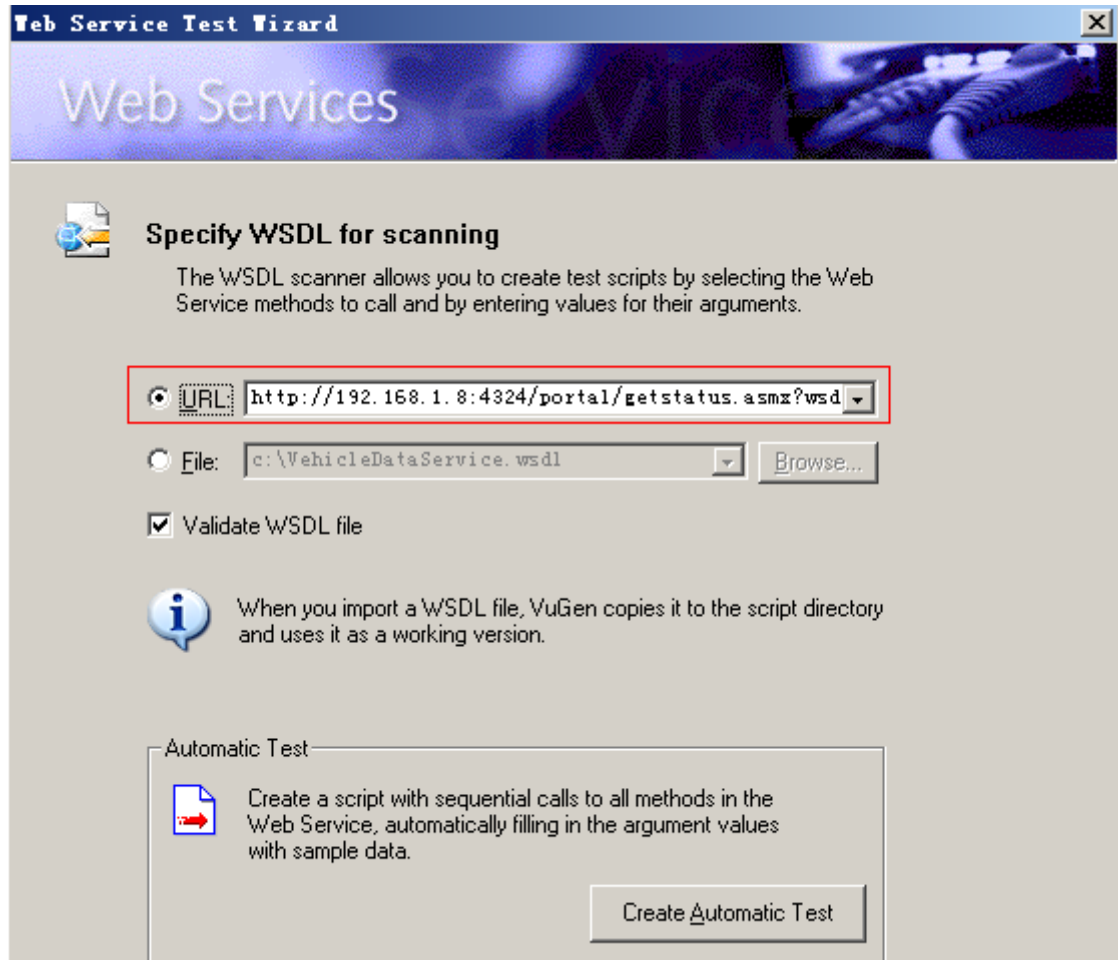 Web Service Test Wizard
Web Services
Specify WSDL for scanning
The WSDL scanner allows you to create test scripts by selecting the Web
Service methods to call and by entering values for their arguments.
URL: http://192.168.1.8:4324/portal/getstatus.asmx?wsd
File: c:\VehicleDataService.wsdl Browse...
Validate WSDL file
When you import a WSDL file, VuGen copies it to the script directory
and uses it as a working version.
Automatic Test
Create a script with sequential calls to all methods in the
Web Service, automatically filling in the argument values
with sample data.
Create Automatic Test